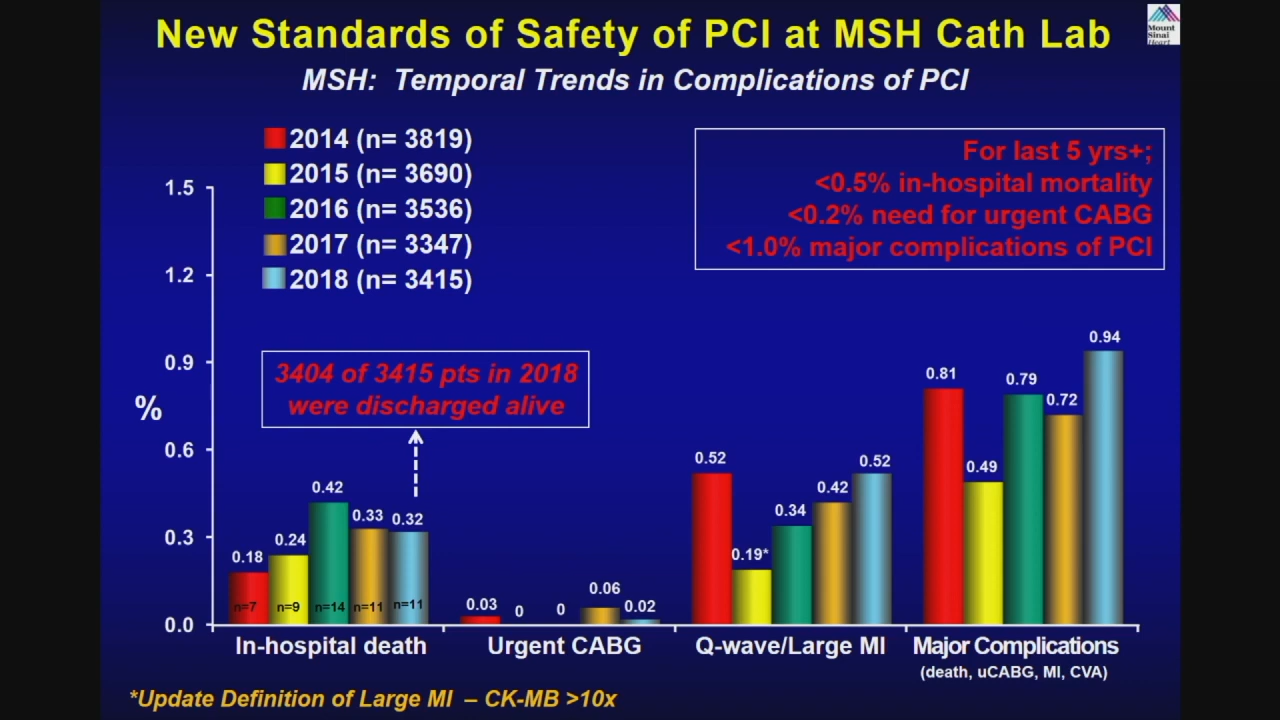 New Standards of Safety of PCI at MSH Cath Lab
Mount
Sinai
Heart
MSH: Temporal Trends in Complications of PCI
2014 (n= 3819)
2015 (n= 3690)
2016 (n= 3536)
2017 (n= 3347)
2018 (n= 3415)
For last 5 yrs+;
<0.5% in-hospital mortality
<0.2% need for urgent CABG
<1.0% major complications of PCI
3404 of 3415 pts in 2018
were discharged alive
%
1.5
1.2
0.9
0.6
0.3
0.0
0.18
0.24
0.42
0.33
0.32
n=7
n=9
n=14
n=11
n=11
0.03
0
0
0.06
0.02
0.52
0.19*
0.34
0.42
0.52
0.81
0.49
0.79
0.72
0.94
In-hospital death
Urgent CABG
Q-wave/Large MI
Major Complications
(death, uCABG, MI, CVA)
*Update Definition of Large MI – CK-MB >10x